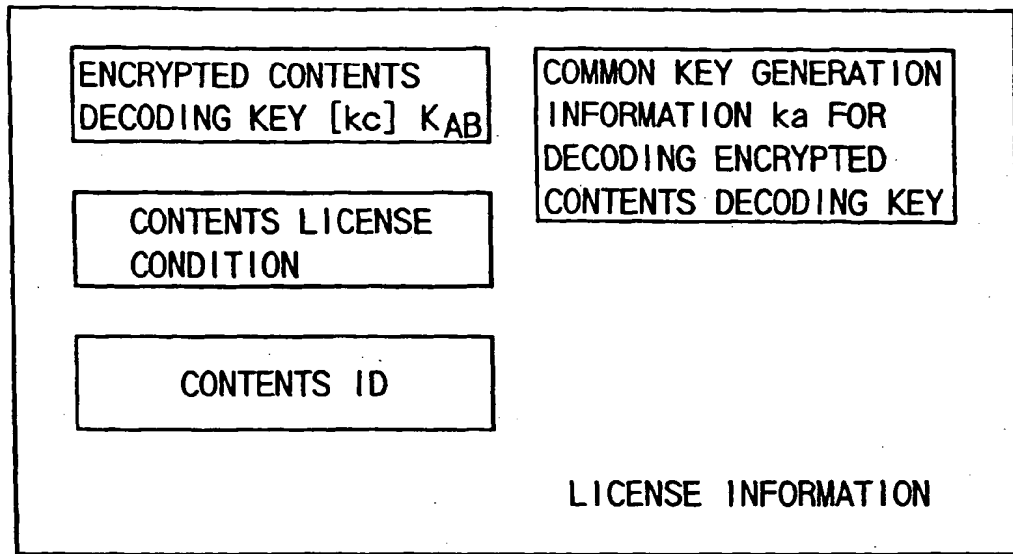 ENCRYPTED CONTENTS
DECODING KEY [kc] KAB
CONTENTS LICENSE
CONDITION
CONTENTS ID
COMMON KEY GENERATION
INFORMATION ka FOR
DECODING ENCRYPTED
CONTENTS DECODING KEY
LICENSE INFORMATION